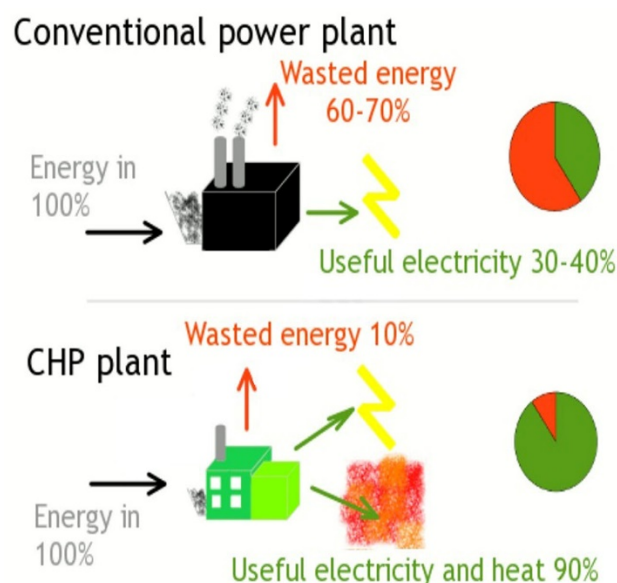 Conventional power plant
Wasted energy
60-70%
Energy in
100%
Useful electricity 30-40%
Wasted energy 10%
CHP plant
Energy in
100%
Useful electricity and heat 90%